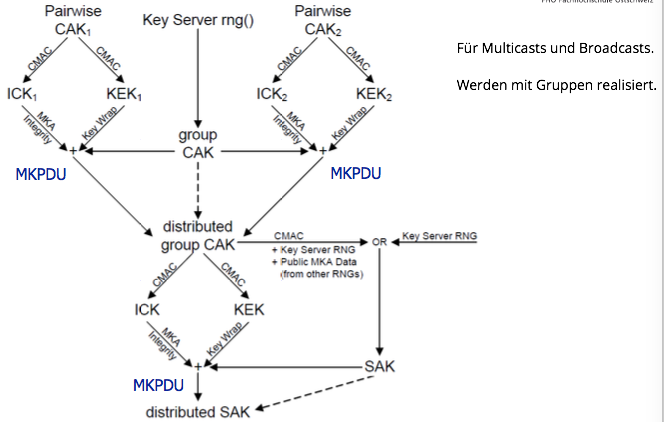 FHO Fachhochschule Ostschweiz
Pairwise
CAK1
Key Server rng()
Pairwise
CAK2
Für Multicasts und Broadcasts.
Werden mit Gruppen realisiert.
CMAC
CMAC
CMAC
CMAC
ICK1
KEK1
ICK2
KEK2
MKA
Integrity
Key Wrap
MKA
Integrity
Key Wrap
group
CAK
+
+
MKPDU
MKPDU
distributed
group CAK
CMAC
+ Key Server RNG
+ Public MKA Data
(from other RNGs)
OR
Key Server RNG
CMAC
CMAC
ICK
KEK
MKA
Integrity
Key Wrap
+
SAK
MKPDU
distributed SAK